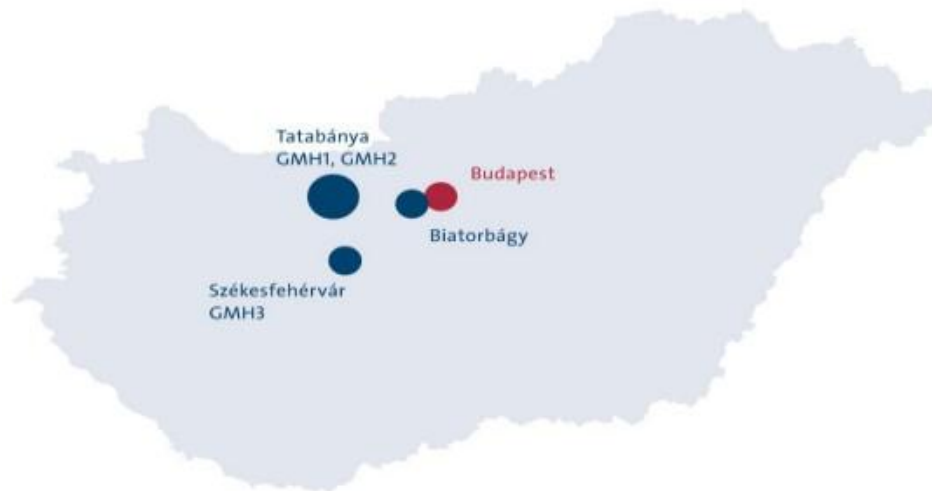 Tatabánya
GMH1, GMH2
Budapest
Biatorbágy
Székesfehérvár
GMH3